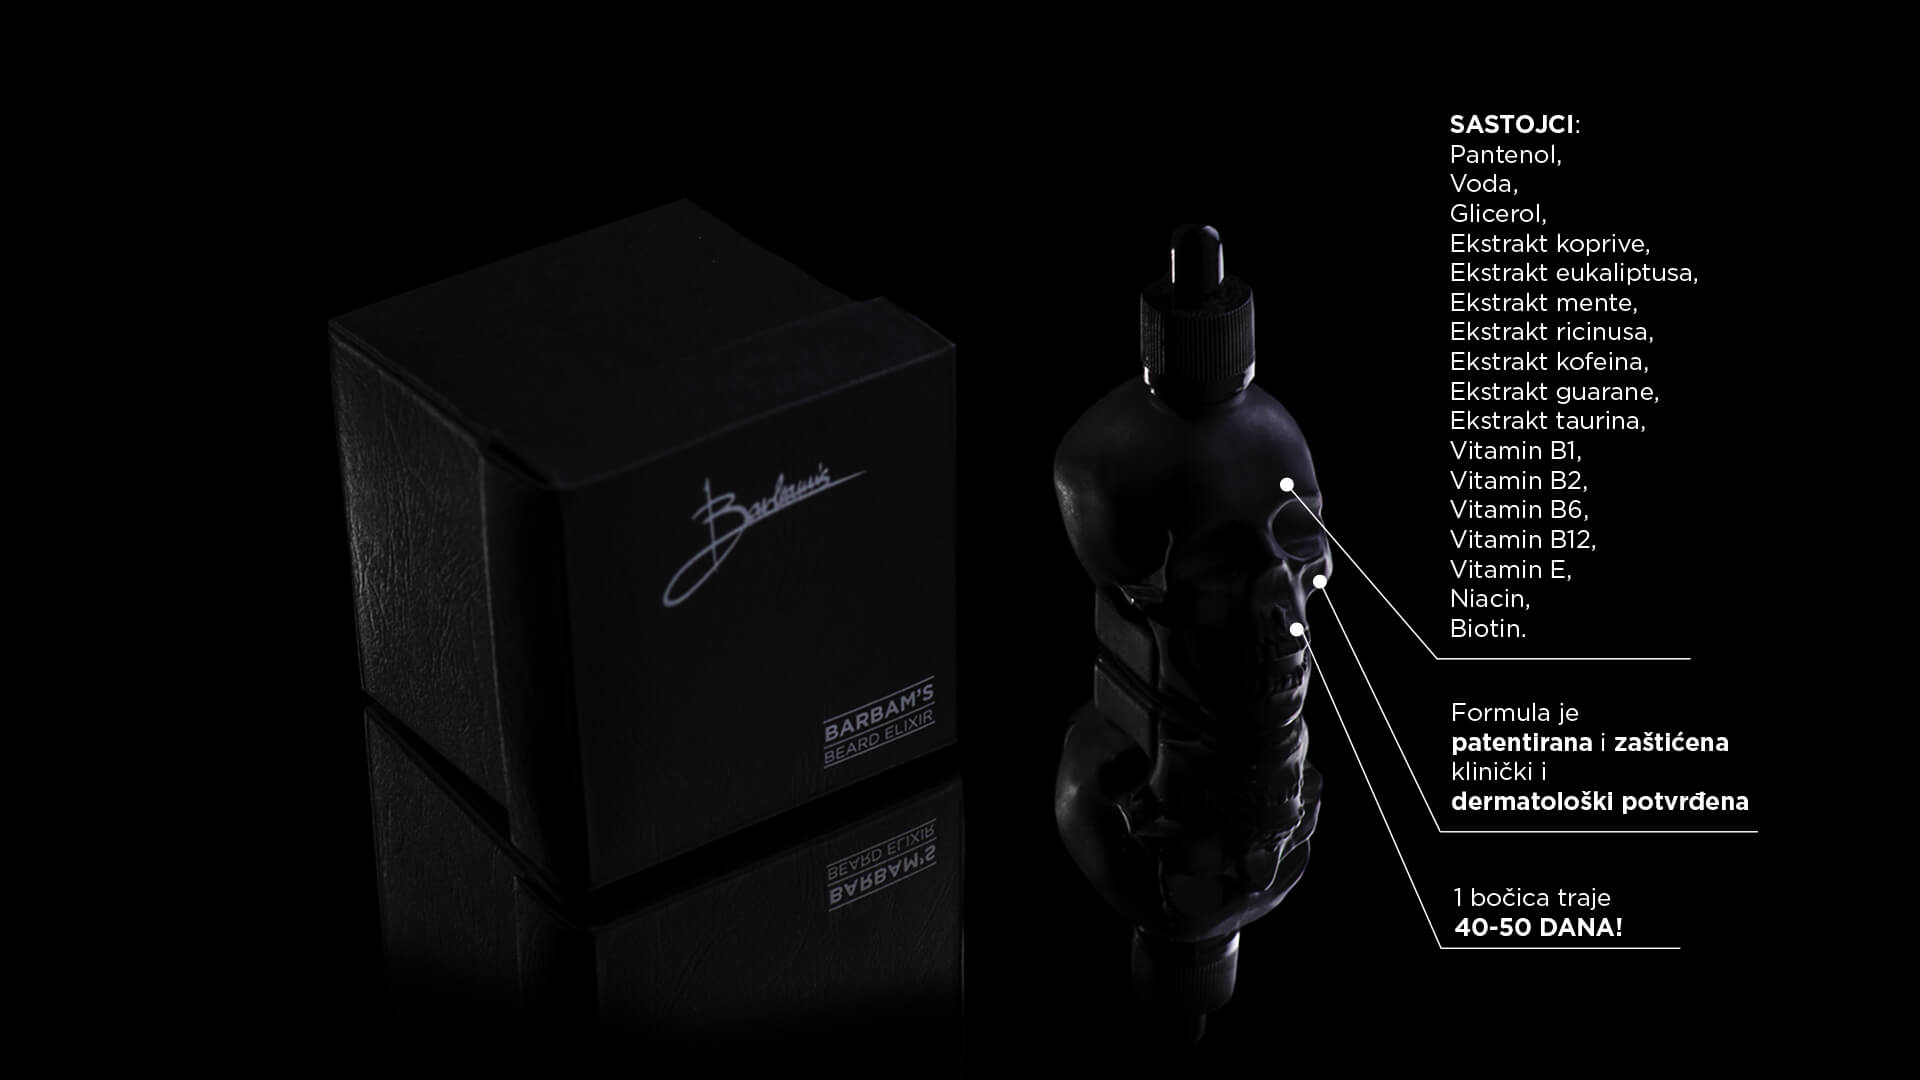 Barbam's
BARBAM'S
BEARD ELIXIR
SASTOJCI:
Pantenol,
Voda,
Glicerol,
Ekstrakt koprive,
Ekstrakt eukaliptusa,
Ekstrakt mente,
Ekstrakt ricinusa,
Ekstrakt kofeina,
Ekstrakt guarane,
Ekstrakt taurina,
Vitamin B1,
Vitamin B2,
Vitamin B6,
Vitamin B12,
Vitamin E,
Niacin,
Biotin.
Formula je
patentirana i zaštićena
klinički i
dermatološki potvrđena
1 bočica traje
40-50 DANA!